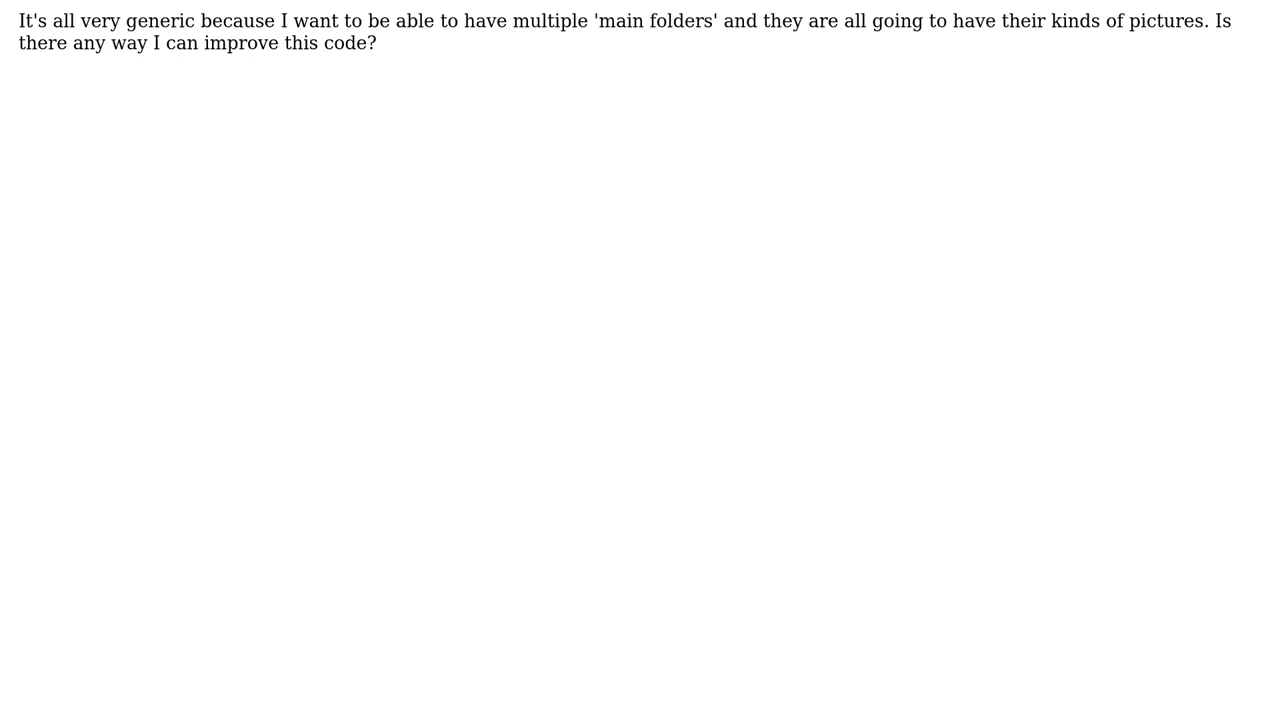 It's all very generic because I want to be able to have multiple 'main folders' and they are all going to have their kinds of pictures. Is
there any way I can improve this code?